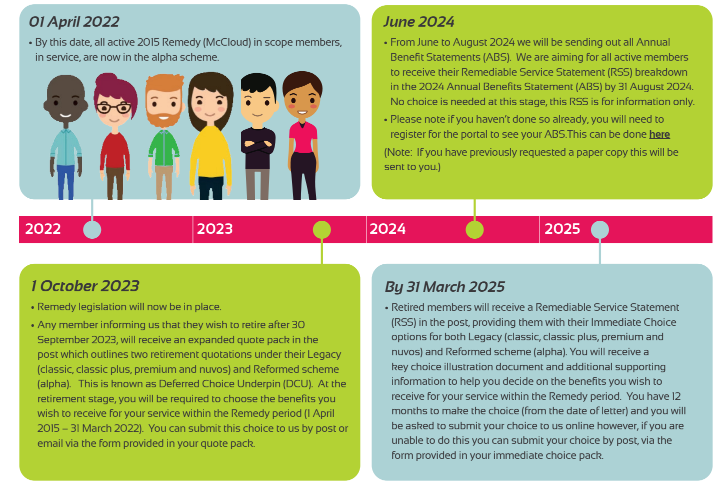 01 April 2022
• By this date, all active 2015 Remedy (McCloud) in scope members,
in service, are now in the alpha scheme.
June 2024
• From June to August 2024 we will be sending out all Annual
Benefit Statements (ABS). We are aiming for all active members
to receive their Remediable Service Statement (RSS) breakdown
in the 2024 Annual Benefits Statement (ABS) by 31 August 2024.
No choice is needed at this stage, this RSS is for information only.
• Please note if you haven't done so already, you will need to
register for the portal to see your ABS.This can be done here
(Note: If you have previously requested a paper copy this will be
sent to you.)
2022
2023
2024
2025
1 October 2023
• Remedy legislation will now be in place.
• Any member informing us that they wish to retire after 30
September 2023, will receive an expanded quote pack in the
post which outlines two retirement quotations under their Legacy
(classic, classic plus, premium and nuvos) and Reformed scheme
(alpha). This is known as Deferred Choice Underpin (DCU). At the
retirement stage, you will be required to choose the benefits you
wish to receive for your service within the Remedy period (1 April
2015 – 31 March 2022). You can submit this choice to us by post or
email via the form provided in your quote pack.
By 31 March 2025
• Retired members will receive a Remediable Service Statement
(RSS) in the post, providing them with their Immediate Choice
options for both Legacy (classic, classic plus, premium and
nuvos) and Reformed scheme (alpha). You will receive a
key choice illustration document and additional supporting
information to help you decide on the benefits you wish to
receive for your service within the Remedy period. You have 12
months to make the choice (from the date of letter) and you will
be asked to submit your choice to us online however, if you are
unable to do this you can submit your choice by post, via the
form provided in your immediate choice pack.